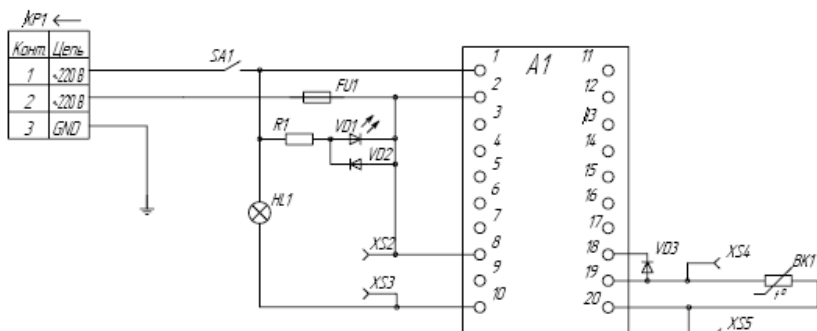 XP1
Конт. Цепь
1 ~220 В
2 ~220 В
3 GND
SA1
FU1
R1
VD1
VD2
HL1
XS2
XS3
A1
1
2
3
4
5
6
7
8
9
10
11
12
13
14
15
16
17
18
19
20
VD3
XS4
BK1
t°
XS5